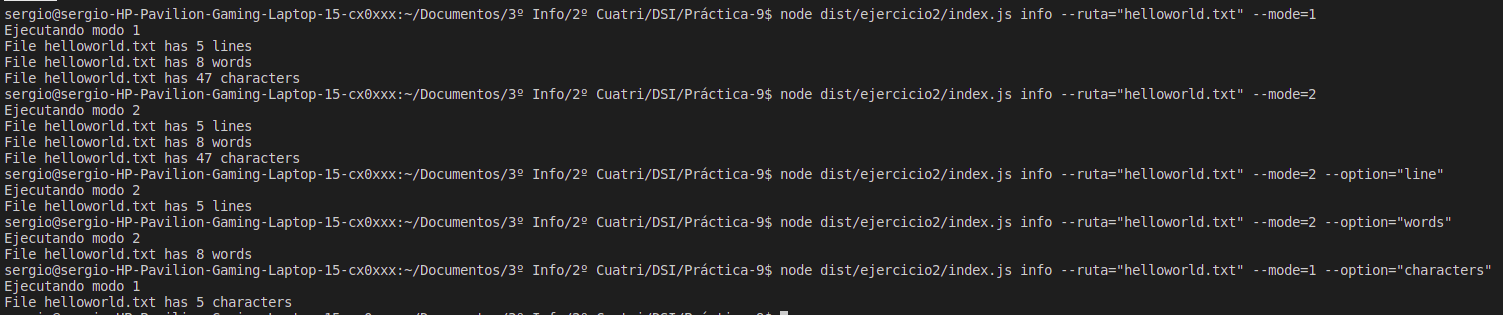 sergio@sergio-HP-Pavilion-Gaming-Laptop-15-cx0xxx:~/Documentos/3º Info/2º Cuatri/DSI/Práctica-9$ node dist/ejercicio2/index.js info --ruta="helloworld.txt" --mode=1
Ejecutando modo 1
File helloworld.txt has 5 lines
File helloworld.txt has 8 words
File helloworld.txt has 47 characters
sergio@sergio-HP-Pavilion-Gaming-Laptop-15-cx0xxx:~/Documentos/3º Info/2º Cuatri/DSI/Práctica-9$ node dist/ejercicio2/index.js info --ruta="helloworld.txt" --mode=2
Ejecutando modo 2
File helloworld.txt has 5 lines
File helloworld.txt has 8 words
File helloworld.txt has 47 characters
sergio@sergio-HP-Pavilion-Gaming-Laptop-15-cx0xxx:~/Documentos/3º Info/2º Cuatri/DSI/Práctica-9$ node dist/ejercicio2/index.js info --ruta="helloworld.txt" --mode=2 --option="line"
Ejecutando modo 2
File helloworld.txt has 5 lines
sergio@sergio-HP-Pavilion-Gaming-Laptop-15-cx0xxx:~/Documentos/3º Info/2º Cuatri/DSI/Práctica-9$ node dist/ejercicio2/index.js info --ruta="helloworld.txt" --mode=2 --option="words"
Ejecutando modo 2
File helloworld.txt has 8 words
sergio@sergio-HP-Pavilion-Gaming-Laptop-15-cx0xxx:~/Documentos/3º Info/2º Cuatri/DSI/Práctica-9$ node dist/ejercicio2/index.js info --ruta="helloworld.txt" --mode=1 --option="characters"
Ejecutando modo 1
File helloworld.txt has 5 characters